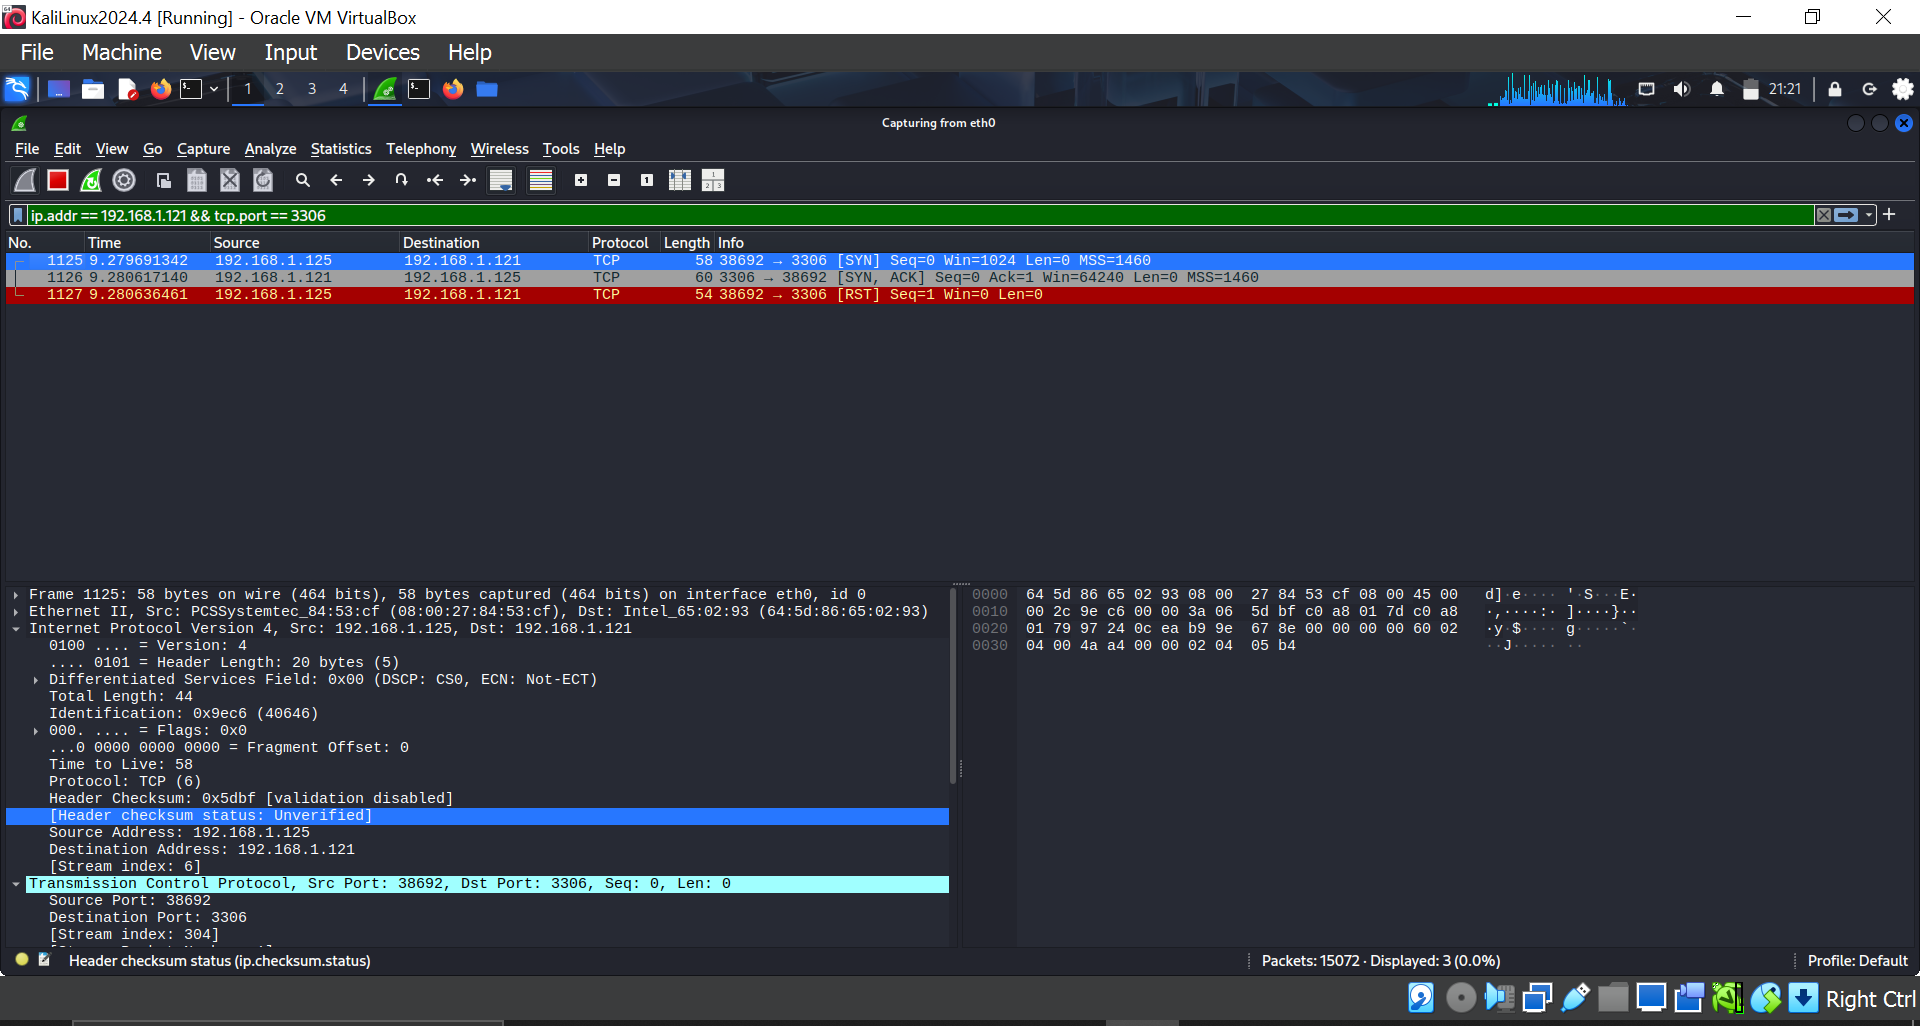 KaliLinux2024.4 [Running] - Oracle VM VirtualBox
File Machine View Input Devices Help
1 2 3 4 21:21
Capturing from eth0
File Edit View Go Capture Analyze Statistics Telephony Wireless Tools Help
ip.addr == 192.168.1.121 && tcp.port == 3306
No. Time Source Destination Protocol Length Info
1125 9.279691342 192.168.1.125 192.168.1.121 TCP 58 38692 → 3306 [SYN] Seq=0 Win=1024 Len=0 MSS=1460
1126 9.280617140 192.168.1.121 192.168.1.125 TCP 60 3306 → 38692 [SYN, ACK] Seq=0 Ack=1 Win=64240 Len=0 MSS=1460
1127 9.280636461 192.168.1.125 192.168.1.121 TCP 54 38692 → 3306 [RST] Seq=1 Win=0 Len=0
Frame 1125: 58 bytes on wire (464 bits), 58 bytes captured (464 bits) on interface eth0, id 0
Ethernet II, Src: PCSSystemtec_84:53:cf (08:00:27:84:53:cf), Dst: Intel_65:02:93 (64:5d:86:65:02:93)
Internet Protocol Version 4, Src: 192.168.1.125, Dst: 192.168.1.121
0100 .... = Version: 4
.... 0101 = Header Length: 20 bytes (5)
Differentiated Services Field: 0x00 (DSCP: CS0, ECN: Not-ECT)
Total Length: 44
Identification: 0x9ec6 (40646)
000. .... = Flags: 0x0
...0 0000 0000 0000 = Fragment Offset: 0
Time to Live: 58
Protocol: TCP (6)
Header Checksum: 0x5dbf [validation disabled]
[Header checksum status: Unverified]
Source Address: 192.168.1.125
Destination Address: 192.168.1.121
[Stream index: 6]
Transmission Control Protocol, Src Port: 38692, Dst Port: 3306, Seq: 0, Len: 0
Source Port: 38692
Destination Port: 3306
[Stream index: 304]
0000 64 5d 86 65 02 93 08 00 27 84 53 cf 08 00 45 00 d]·e····'·S···E·
0010 00 2c 9e c6 00 00 3a 06 5d bf c0 a8 01 7d c0 a8 ·,····:·]····}··
0020 01 79 97 24 0c ea b9 9e 67 8e 00 00 00 00 60 02 ·y·$····g·····`·
0030 04 00 4a a4 00 00 02 04 05 b4 ··J·······
Header checksum status (ip.checksum.status)
Packets: 15072 · Displayed: 3 (0.0%)
Profile: Default
Right Ctrl